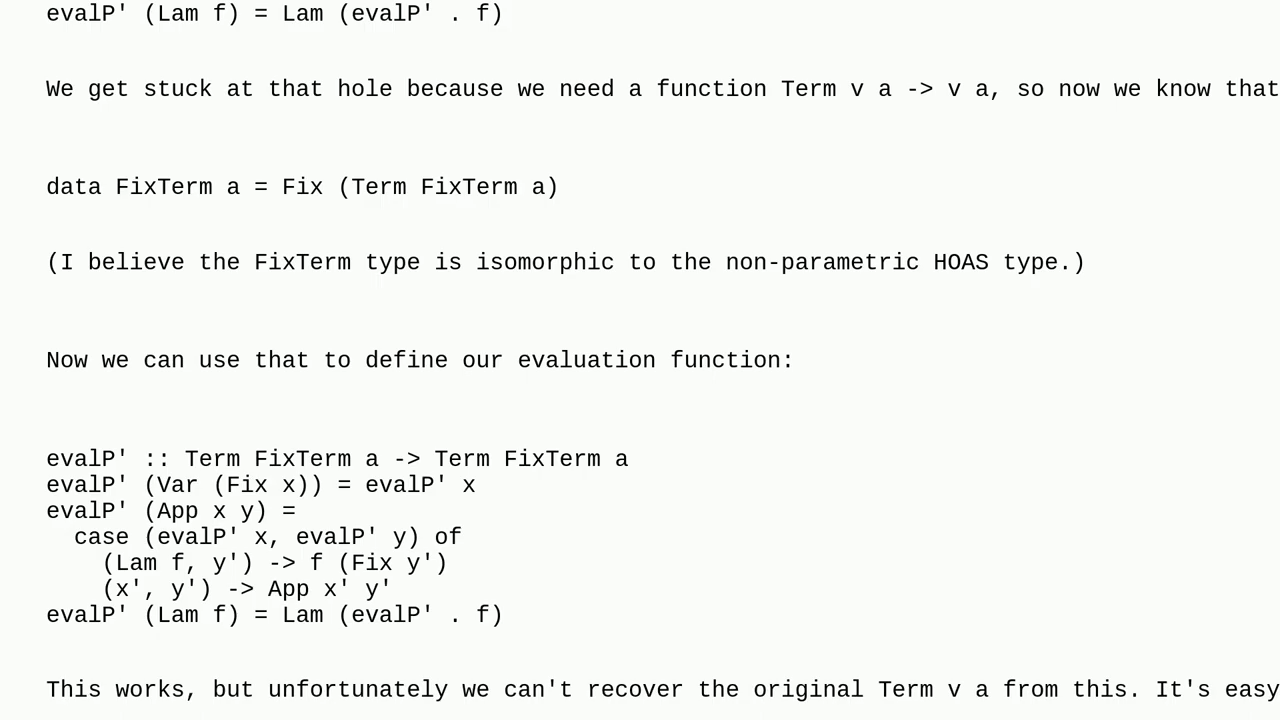 evalP' (Lam f) = Lam (evalP' . f)
We get stuck at that hole because we need a function Term v a -> v a, so now we know that
data FixTerm a = Fix (Term FixTerm a)
(I believe the FixTerm type is isomorphic to the non-parametric HOAS type.)
Now we can use that to define our evaluation function:
evalP' :: Term FixTerm a -> Term FixTerm a
evalP' (Var (Fix x)) = evalP' x
evalP' (App x y) =
  case (evalP' x, evalP' y) of
    (Lam f, y') -> f (Fix y')
    (x', y') -> App x' y'
evalP' (Lam f) = Lam (evalP' . f)
This works, but unfortunately we can't recover the original Term v a from this. It's easy